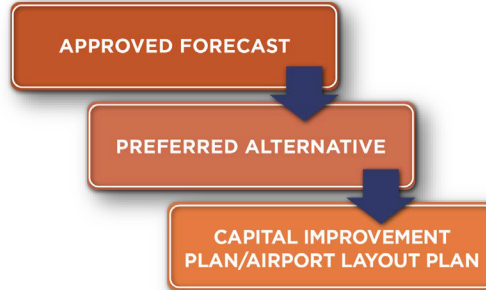 APPROVED FORECAST
PREFERRED ALTERNATIVE
CAPITAL IMPROVEMENT
PLAN/AIRPORT LAYOUT PLAN